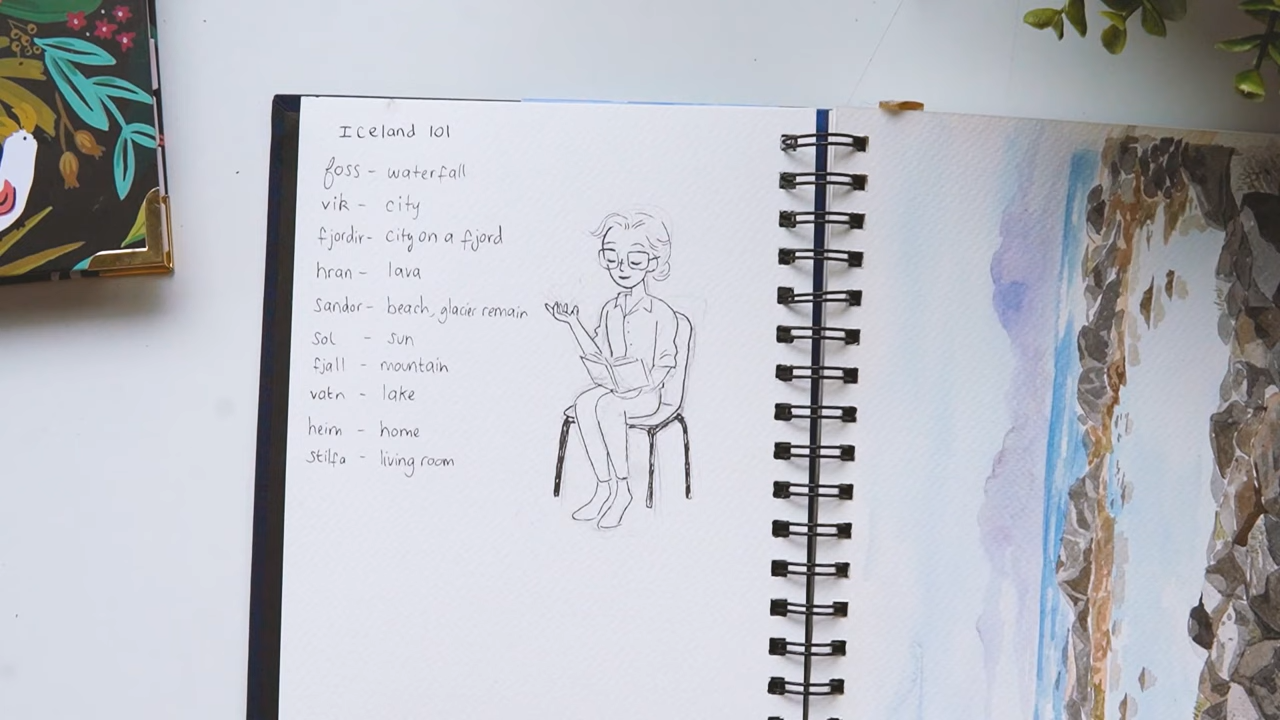 Iceland 101
foss - waterfall
vik - city
fjordir - city on a fjord
hran - lava
sandor - beach, glacier remain
sol - sun
fjall - mountain
vatn - lake
heim - home
stilfa - living room